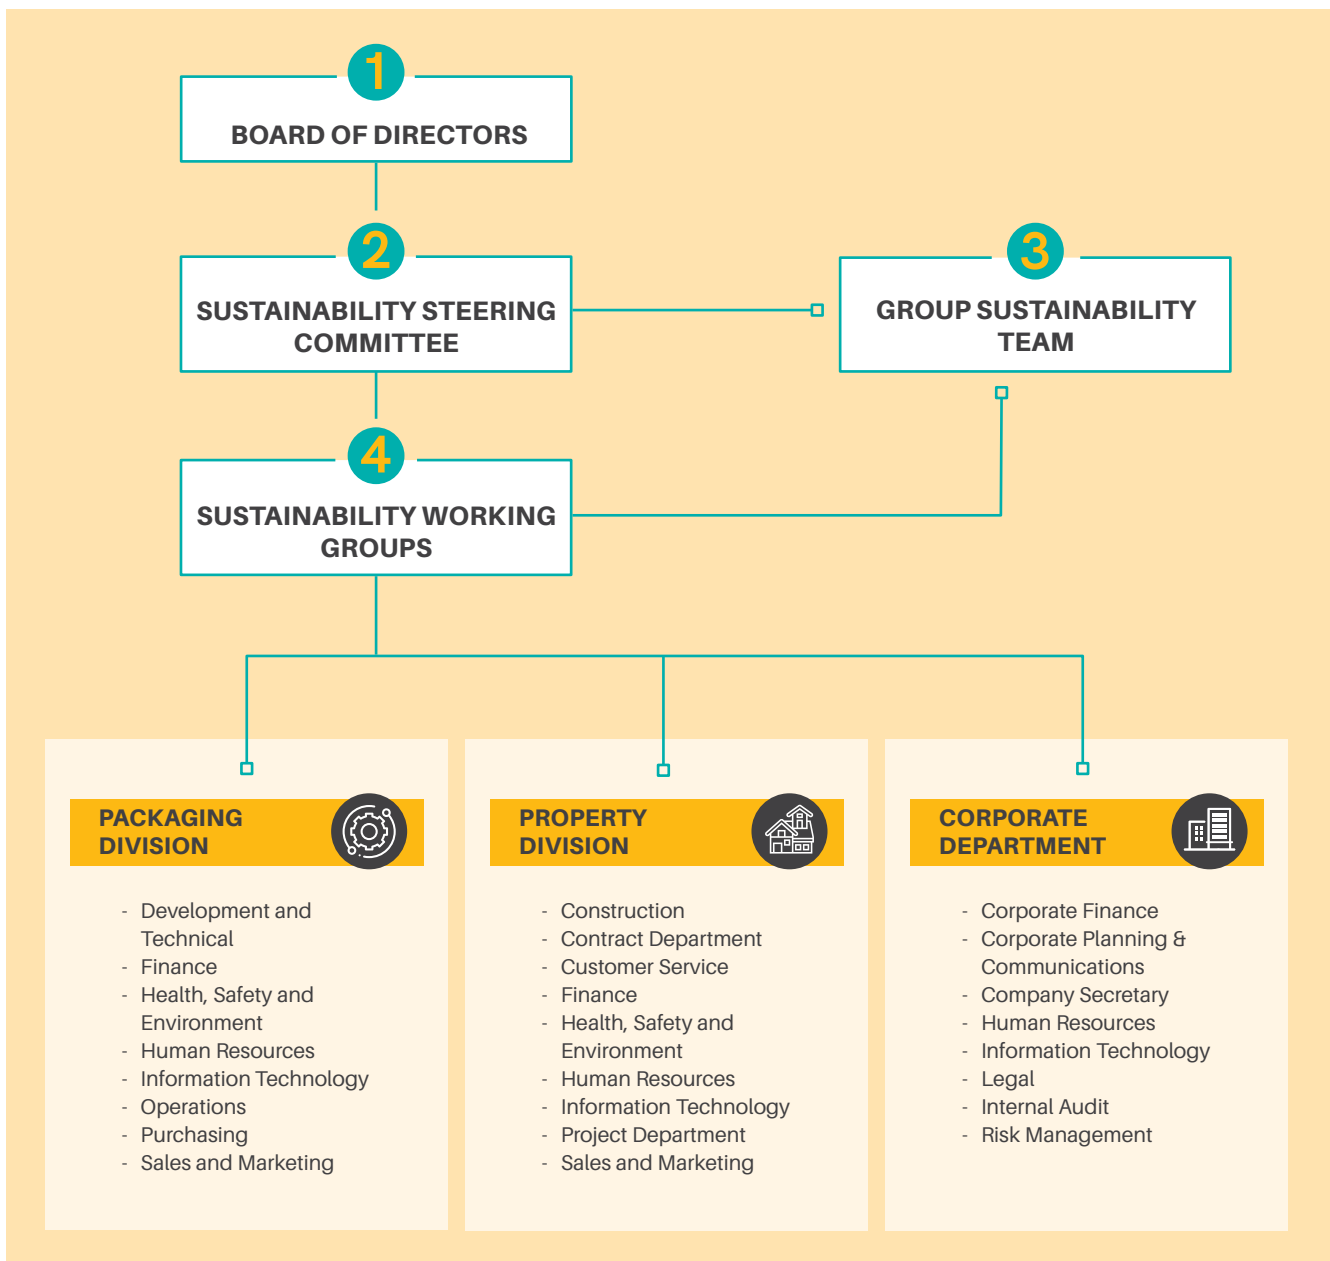 1
BOARD OF DIRECTORS
2
SUSTAINABILITY STEERING
COMMITTEE
3
GROUP SUSTAINABILITY
TEAM
4
SUSTAINABILITY WORKING
GROUPS
PACKAGING
DIVISION
- Development and
Technical
- Finance
- Health, Safety and
Environment
- Human Resources
- Information Technology
- Operations
- Purchasing
- Sales and Marketing
PROPERTY
DIVISION
- Construction
- Contract Department
- Customer Service
- Finance
- Health, Safety and
Environment
- Human Resources
- Information Technology
- Project Department
- Sales and Marketing
CORPORATE
DEPARTMENT
- Corporate Finance
- Corporate Planning &
Communications
- Company Secretary
- Human Resources
- Information Technology
- Legal
- Internal Audit
- Risk Management